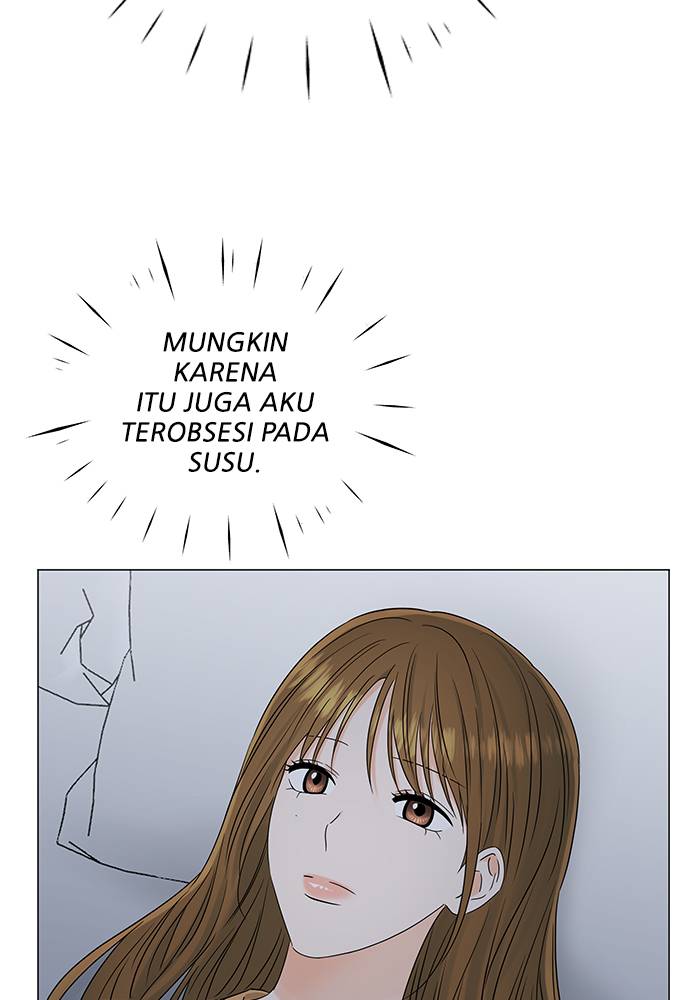 MUNGKIN
KARENA
ITU JUGA AKU
TEROBSESI PADA
SUSU.